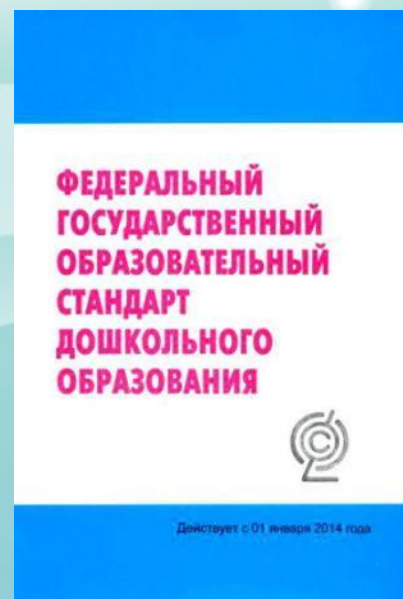 ФЕДЕРАЛЬНЫЙ
ГОСУДАРСТВЕННЫЙ
ОБРАЗОВАТЕЛЬНЫЙ
СТАНДАРТ
ДОШКОЛЬНОГО
ОБРАЗОВАНИЯ
Действует с 01 января 2014 года